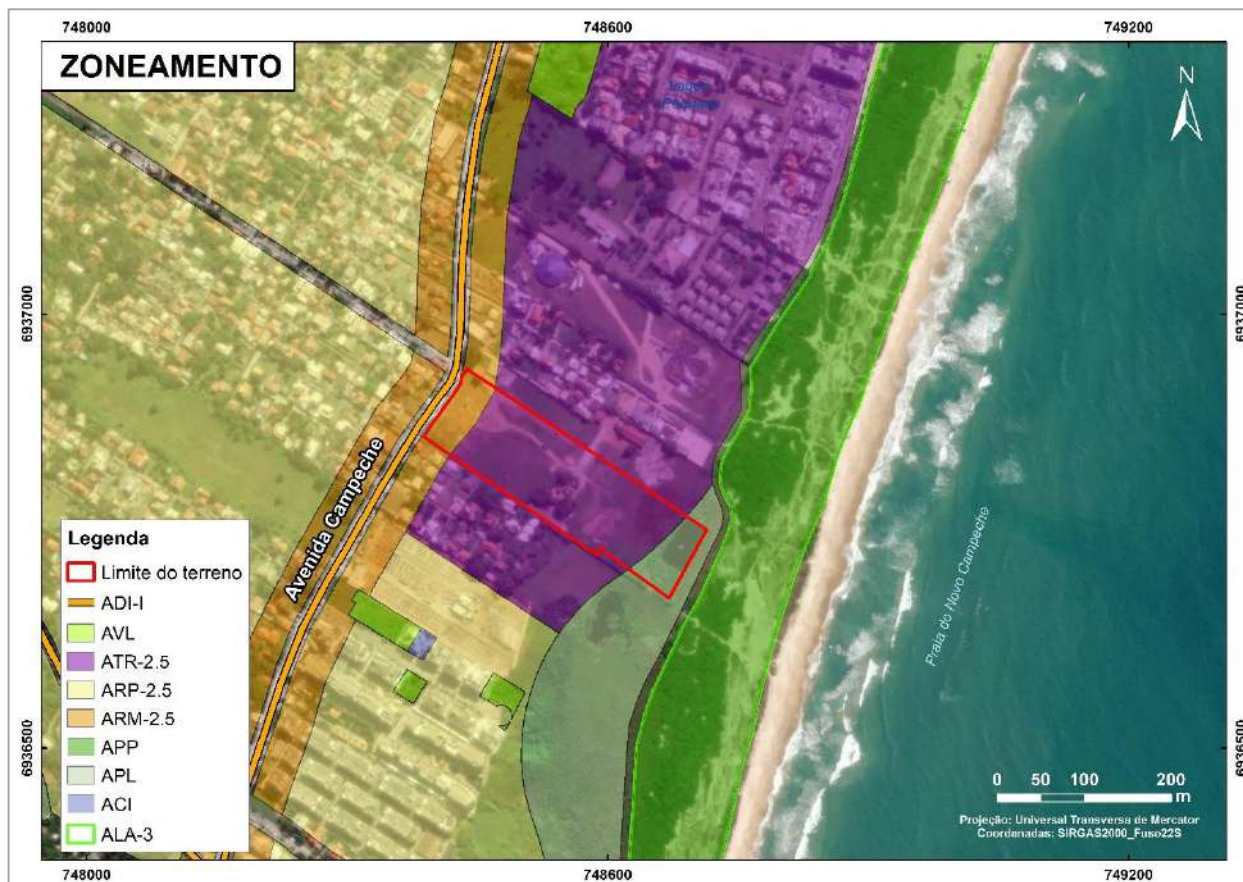 748000 748600 749200
ZONEAMENTO
Lagoa
Pequena
N
6937000 6937000
Avenida Campeche
Praia do Novo Campeche
Legenda
Limite do terreno
ADI-I
AVL
ATR-2.5
ARP-2.5
ARM-2.5
APP
APL
ACI
ALA-3
6936500 6936500
0 50 100 200
m
Projeção: Universal Transversa de Mercator
Coordenadas: SIRGAS2000_Fuso22S
748000 748600 749200